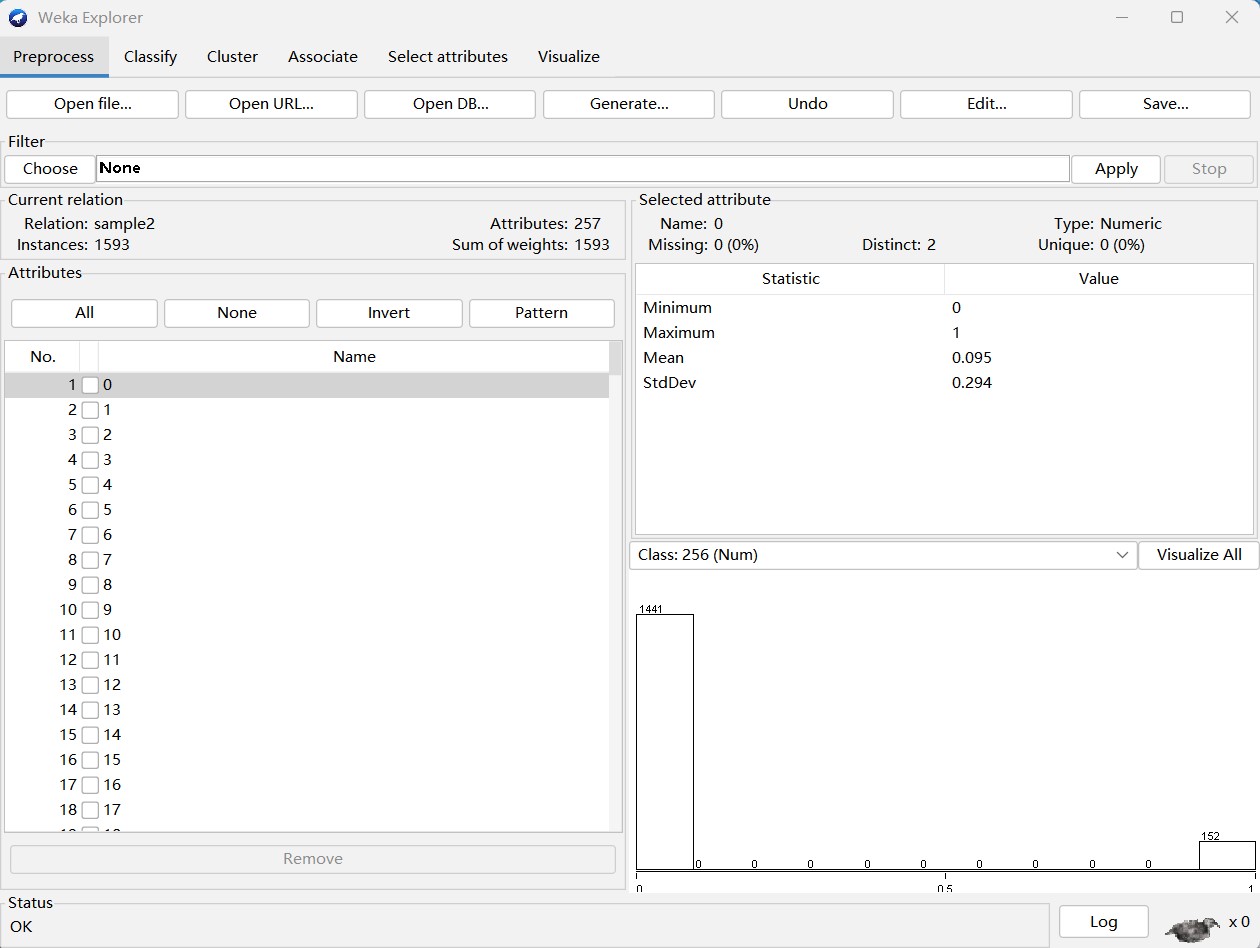 Weka Explorer
Preprocess Classify Cluster Associate Select attributes Visualize
Open file... Open URL... Open DB... Generate... Undo Edit... Save...
Filter
Choose None Apply Stop
Current relation
Relation: sample2 Attributes: 257
Instances: 1593 Sum of weights: 1593
Attributes
All None Invert Pattern
No. Name
1 0
2 1
3 2
4 3
5 4
6 5
7 6
8 7
9 8
10 9
11 10
12 11
13 12
14 13
15 14
16 15
17 16
18 17
Remove
Selected attribute
Name: 0 Type: Numeric
Missing: 0 (0%) Distinct: 2 Unique: 0 (0%)
Statistic Value
Minimum 0
Maximum 1
Mean 0.095
StdDev 0.294
Class: 256 (Num) Visualize All
1441
152
0 0 0 0 0 0 0 0 0
0 0.5 1
Status
OK
Log x 0